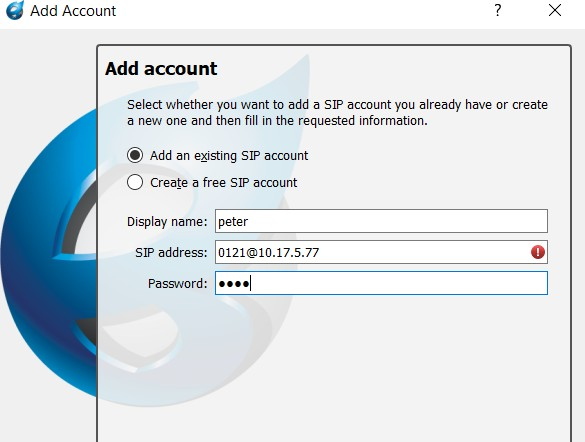 Add Account
?
Add account
Select whether you want to add a SIP account you already have or create
a new one and then fill in the requested information.
Add an existing SIP account
Create a free SIP account
Display name: peter
SIP address: 0121@10.17.5.77
Password: ●●●●